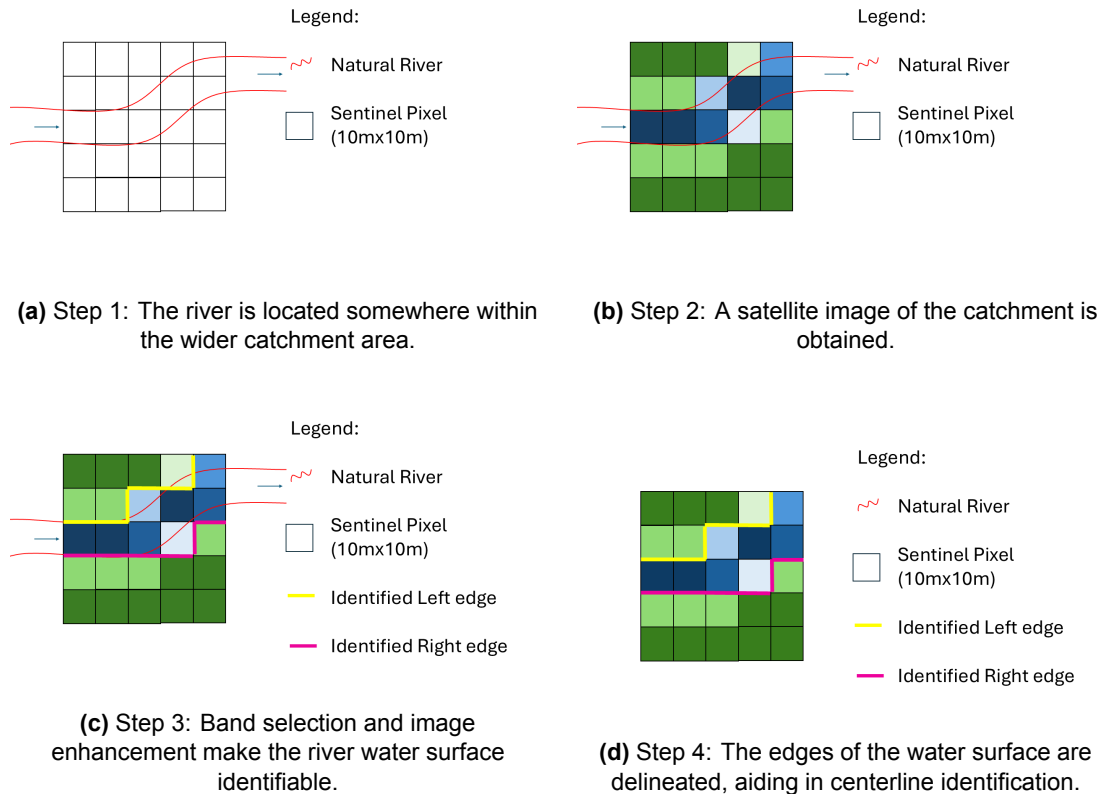 Legend:
Natural River
Sentinel Pixel
(10mx10m)
(a) Step 1: The river is located somewhere within
the wider catchment area.
Legend:
Natural River
Sentinel Pixel
(10mx10m)
(b) Step 2: A satellite image of the catchment is
obtained.
Legend:
Natural River
Sentinel Pixel
(10mx10m)
Identified Left edge
Identified Right edge
(c) Step 3: Band selection and image
enhancement make the river water surface
identifiable.
Legend:
Natural River
Sentinel Pixel
(10mx10m)
Identified Left edge
Identified Right edge
(d) Step 4: The edges of the water surface are
delineated, aiding in centerline identification.